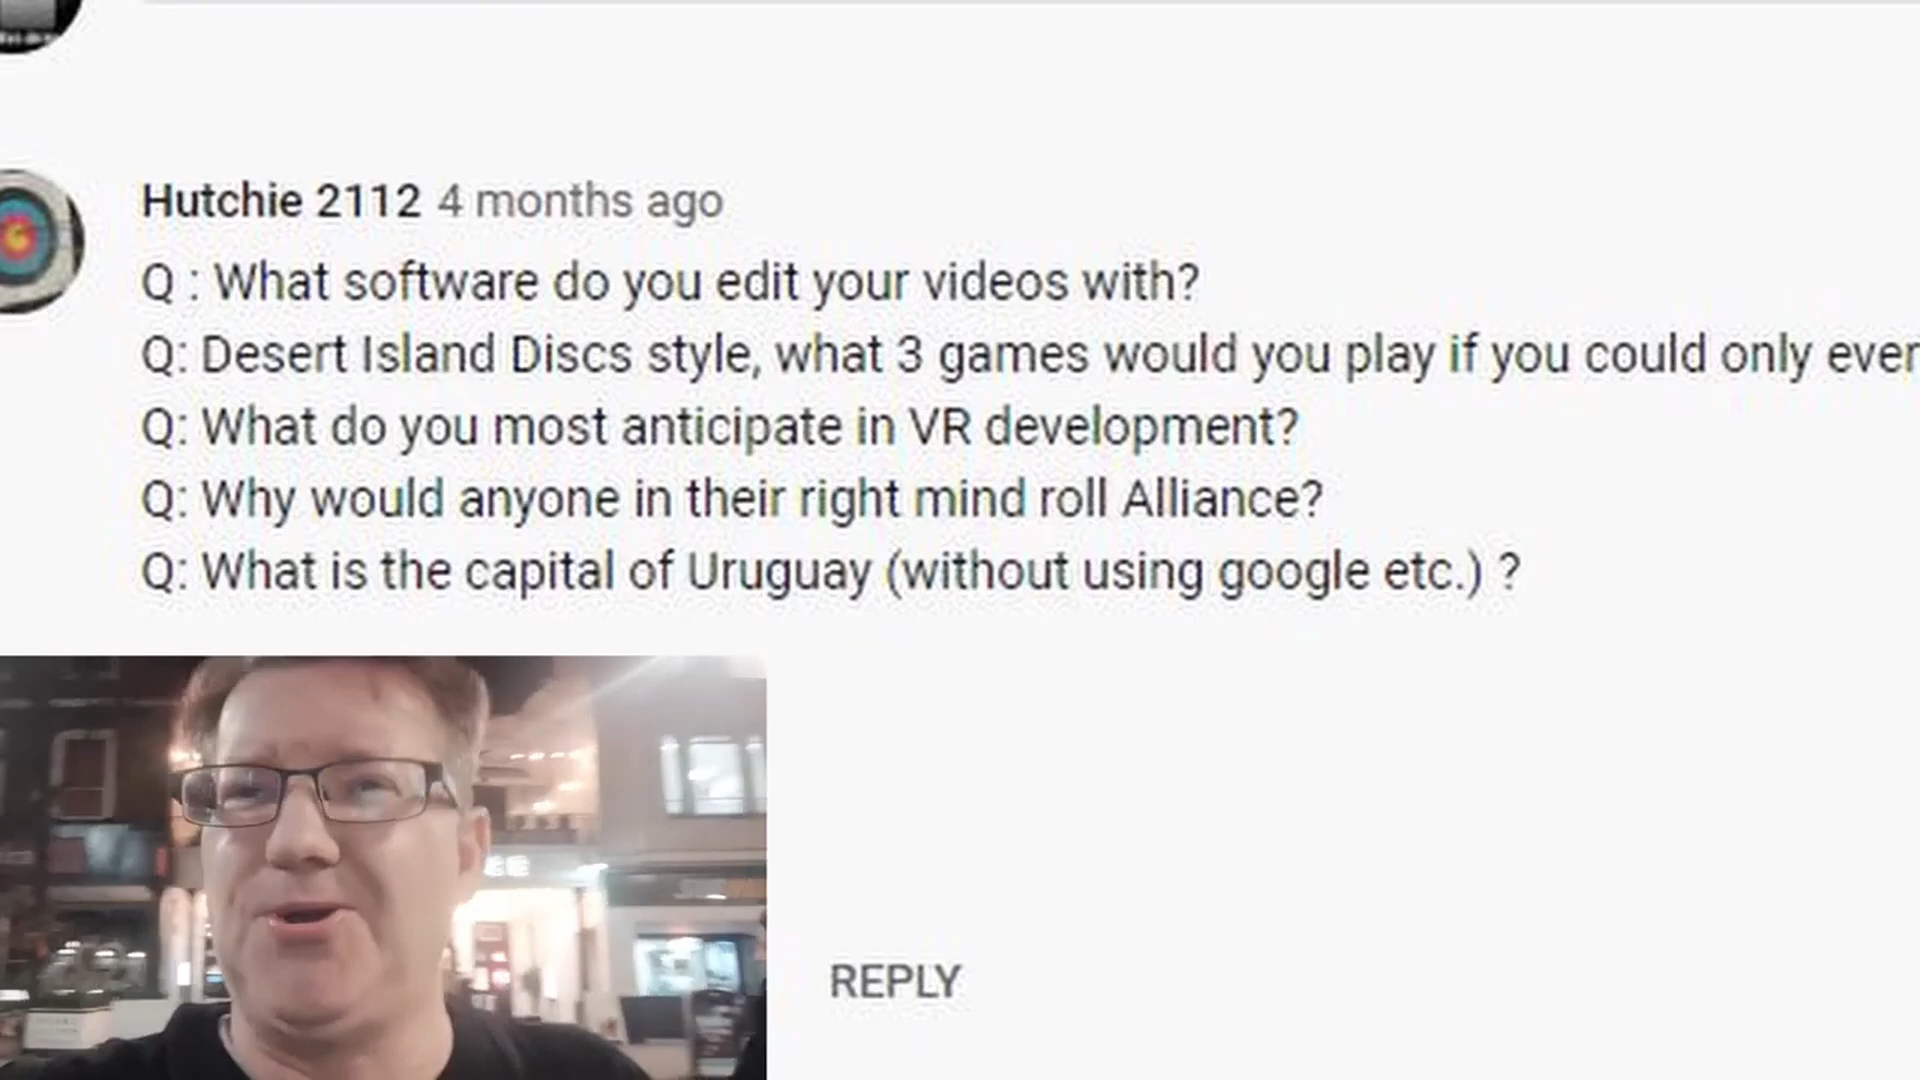 Hutchie 2112 4 months ago
Q : What software do you edit your videos with?
Q: Desert Island Discs style, what 3 games would you play if you could only ever
Q: What do you most anticipate in VR development?
Q: Why would anyone in their right mind roll Alliance?
Q: What is the capital of Uruguay (without using google etc.) ?
REPLY